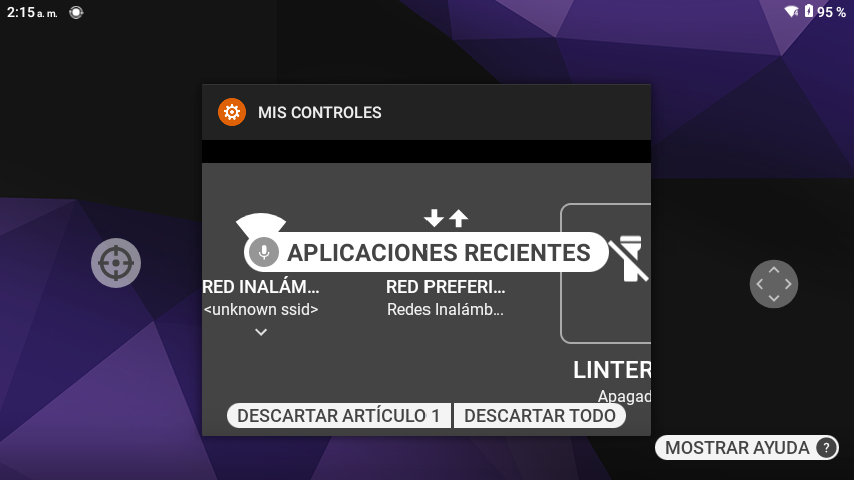 2:15 a. m.
95 %
MIS CONTROLES
APLICACIONES RECIENTES
RED INALÁM…
RED PREFERI…
<unknown ssid>
Redes Inalámb…
LINTER
Apagad
DESCARTAR ARTÍCULO 1
DESCARTAR TODO
MOSTRAR AYUDA ?